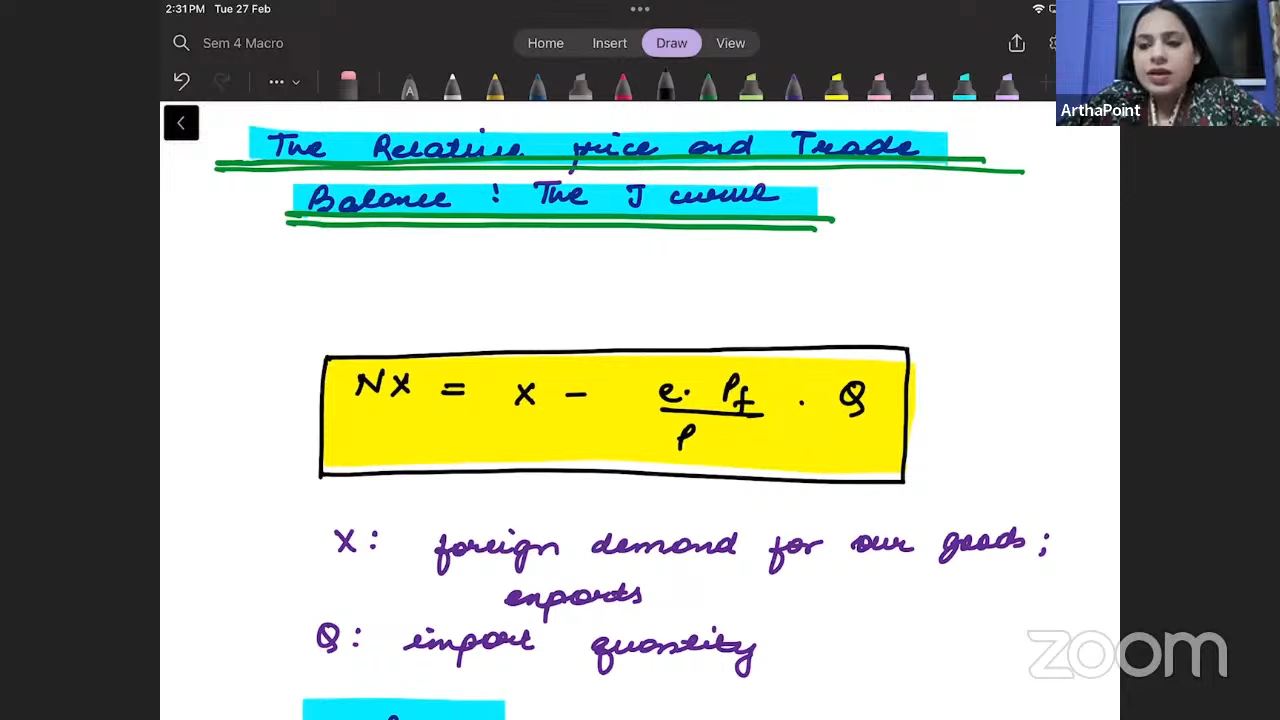 2:31 PM Tue 27 Feb
Sem 4 Macro
Home Insert Draw View
A
ArthaPoint
The Relative price and Trade
Balance : The J curve
NX = X - e. Pf / P . Q
X : foreign demand for our goods ;
exports
Q : import quantity
zoom